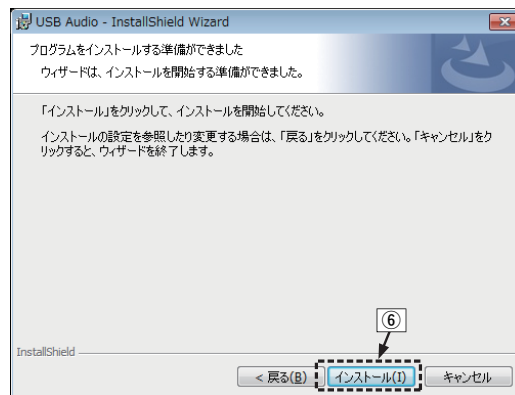 USB Audio - InstallShield Wizard
プログラムをインストールする準備ができました
ウィザードは、インストールを開始する準備ができました。
「インストール」をクリックして、インストールを開始してください。
インストールの設定を参照したり変更する場合は、「戻る」をクリックしてください。「キャンセル」をク
リックすると、ウィザードを終了します。
⑥
InstallShield
< 戻る(B)
インストール(I)
キャンセル